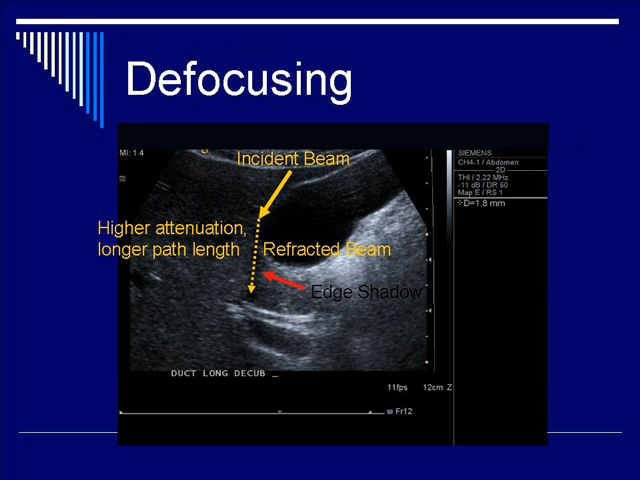 Defocusing
MI: 1.4
Incident Beam
Higher attenuation,
longer path length
Refracted Beam
Edge Shadow
DUCT LONG DECUB _
11fps 12cm Z
Fr12
SIEMENS
CH4-1 / Abdomen
2D
THI / 2.22 MHz
-11 dB / DR 60
Map E / RS 1
D=1.8 mm